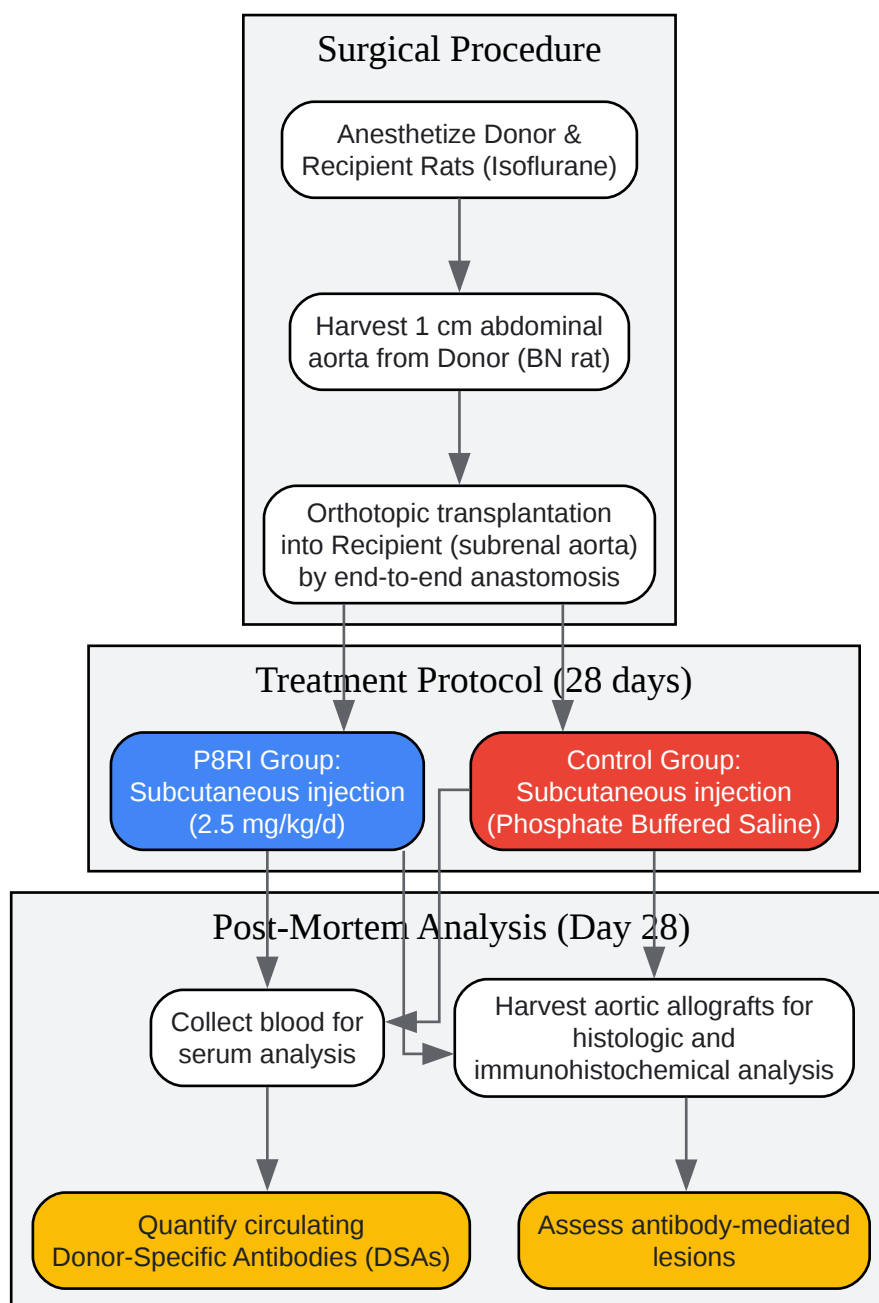 Surgical Procedure
Anesthetize Donor &
Recipient Rats (Isoflurane)
Harvest 1 cm abdominal
aorta from Donor (BN rat)
Orthotopic transplantation
into Recipient (subrenal aorta)
by end-to-end anastomosis
Treatment Protocol (28 days)
P8RI Group:
Subcutaneous injection
(2.5 mg/kg/d)
Control Group:
Subcutaneous injection
(Phosphate Buffered Saline)
Post-Mortem Analysis (Day 28)
Collect blood for
serum analysis
Harvest aortic allografts for
histologic and
immunohistochemical analysis
Quantify circulating
Donor-Specific Antibodies (DSAs)
Assess antibody-mediated
lesions